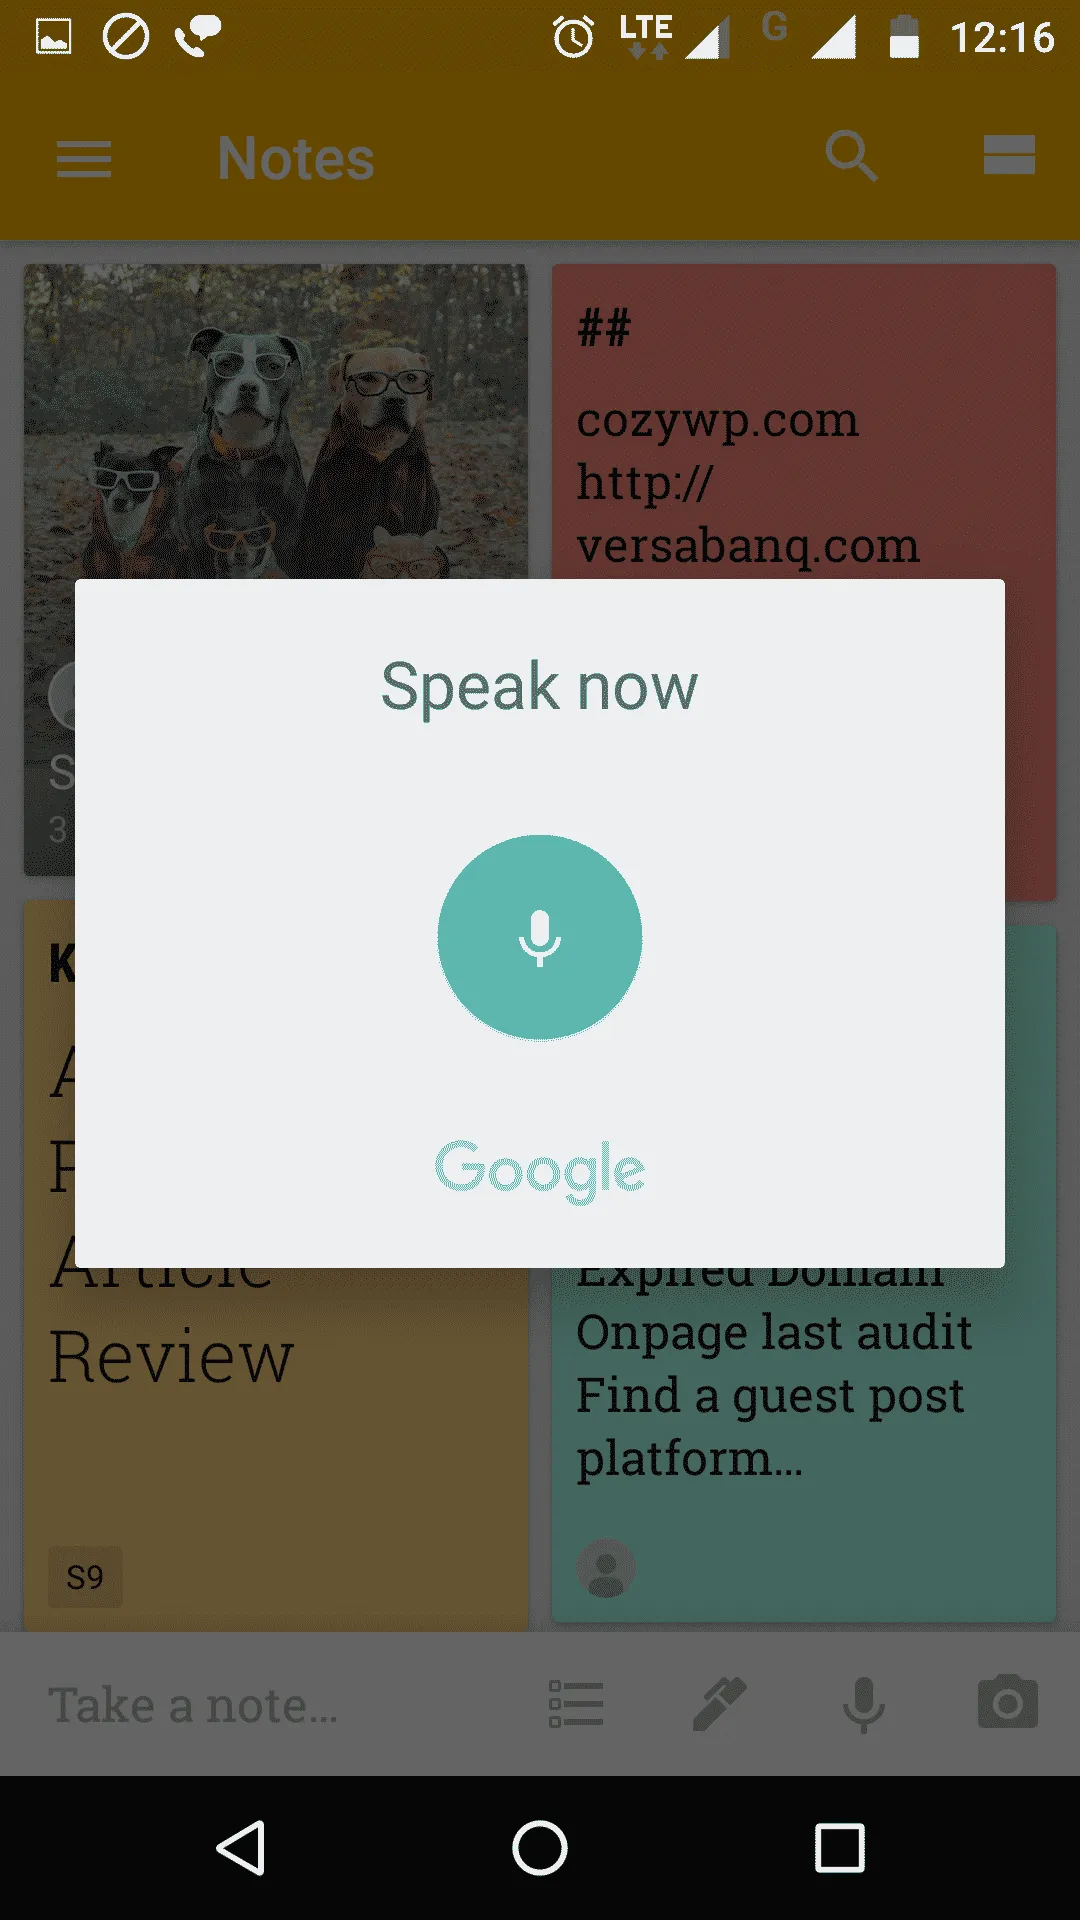 LTE G 12:16
Notes
##
cozywp.com
http://
versabanq.com
Speak now
S
3
K
A
Google
Article
Expired Domain
Review
Onpage last audit
Find a guest post
platform...
S9
Take a note...